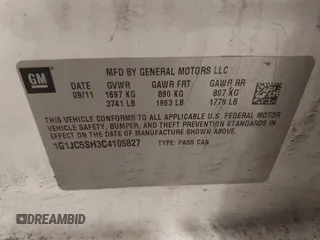 GM
MFD BY GENERAL MOTORS LLC
DATE GVWR GAWR FRT GAWR RR
09/11 1697 KG 890 KG 807 KG
3741 LB 1963 LB 1778 LB
THIS VEHICLE CONFORMS TO ALL APPLICABLE U.S. FEDERAL MOTOR
VEHICLE SAFETY, BUMPER, AND THEFT PREVENTION STANDARDS IN
EFFECT ON THE DATE OF MANUFACTURE SHOWN ABOVE.
1G1JC5SH3C4105827 TYPE: PASS CAR
DREAMBID